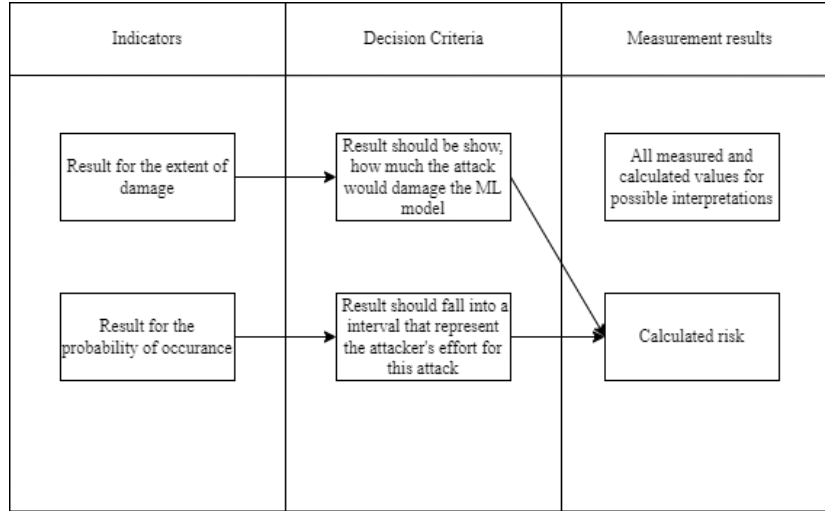 Indicators
Decision Criteria
Measurement results
Result for the extent of
damage
Result should be show,
how much the attack
would damage the ML
model
All measured and
calculated values for
possible interpretations
Result for the
probability of occurance
Result should fall into a
interval that represent
the attacker's effort for
this attack
Calculated risk